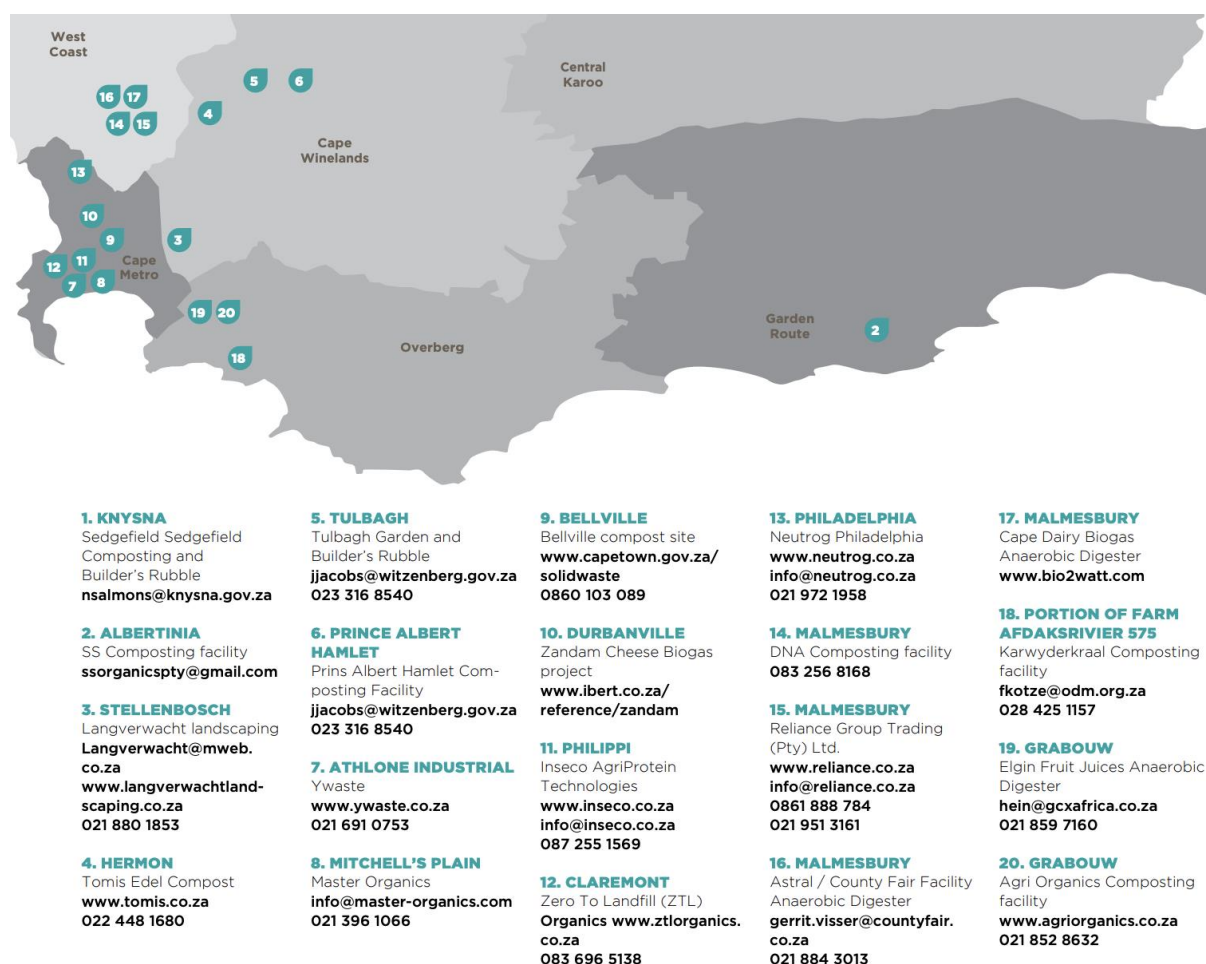 West
Coast
Central
Karoo
5
6
16
17
4
14
15
Cape
Winelands
13
10
9
3
12
11
Cape
Metro
7
8
19
20
Garden
Route
2
Overberg
18
1. KNYSNA
Sedgefield Sedgefield
Composting and
Builder's Rubble
nsalmons@knysna.gov.za
2. ALBERTINIA
SS Composting facility
ssorganicspty@gmail.com
3. STELLENBOSCH
Langverwacht landscaping
Langverwacht@mweb.
co.za
www.langverwachtland-
scaping.co.za
021 880 1853
4. HERMON
Tomis Edel Compost
www.tomis.co.za
022 448 1680
5. TULBAGH
Tulbagh Garden and
Builder's Rubble
jjacobs@witzenberg.gov.za
023 316 8540
6. PRINCE ALBERT
HAMLET
Prins Albert Hamlet Com-
posting Facility
jjacobs@witzenberg.gov.za
023 316 8540
7. ATHLONE INDUSTRIAL
Ywaste
www.ywaste.co.za
021 691 0753
8. MITCHELL'S PLAIN
Master Organics
info@master-organics.com
021 396 1066
9. BELLVILLE
Bellville compost site
www.capetown.gov.za/
solidwaste
0860 103 089
10. DURBANVILLE
Zandam Cheese Biogas
project
www.ibert.co.za/
reference/zandam
11. PHILIPPI
Inseco AgriProtein
Technologies
www.inseco.co.za
info@inseco.co.za
087 255 1569
12. CLAREMONT
Zero To Landfill (ZTL)
Organics www.ztlorganics.
co.za
083 696 5138
13. PHILADELPHIA
Neutrog Philadelphia
www.neutrog.co.za
info@neutrog.co.za
021 972 1958
14. MALMESBURY
DNA Composting facility
083 256 8168
15. MALMESBURY
Reliance Group Trading
(Pty) Ltd.
www.reliance.co.za
info@reliance.co.za
0861 888 784
021 951 3161
16. MALMESBURY
Astral / County Fair Facility
Anaerobic Digester
gerrit.visser@countyfair.
co.za
021 884 3013
17. MALMESBURY
Cape Dairy Biogas
Anaerobic Digester
www.bio2watt.com
18. PORTION OF FARM
AFDAKSRIVIER 575
Karwyderkraal Composting
facility
fkotze@odm.org.za
028 425 1157
19. GRABOUW
Elgin Fruit Juices Anaerobic
Digester
hein@gcxafrica.co.za
021 859 7160
20. GRABOUW
Agri Organics Composting
facility
www.agriorganics.co.za
021 852 8632